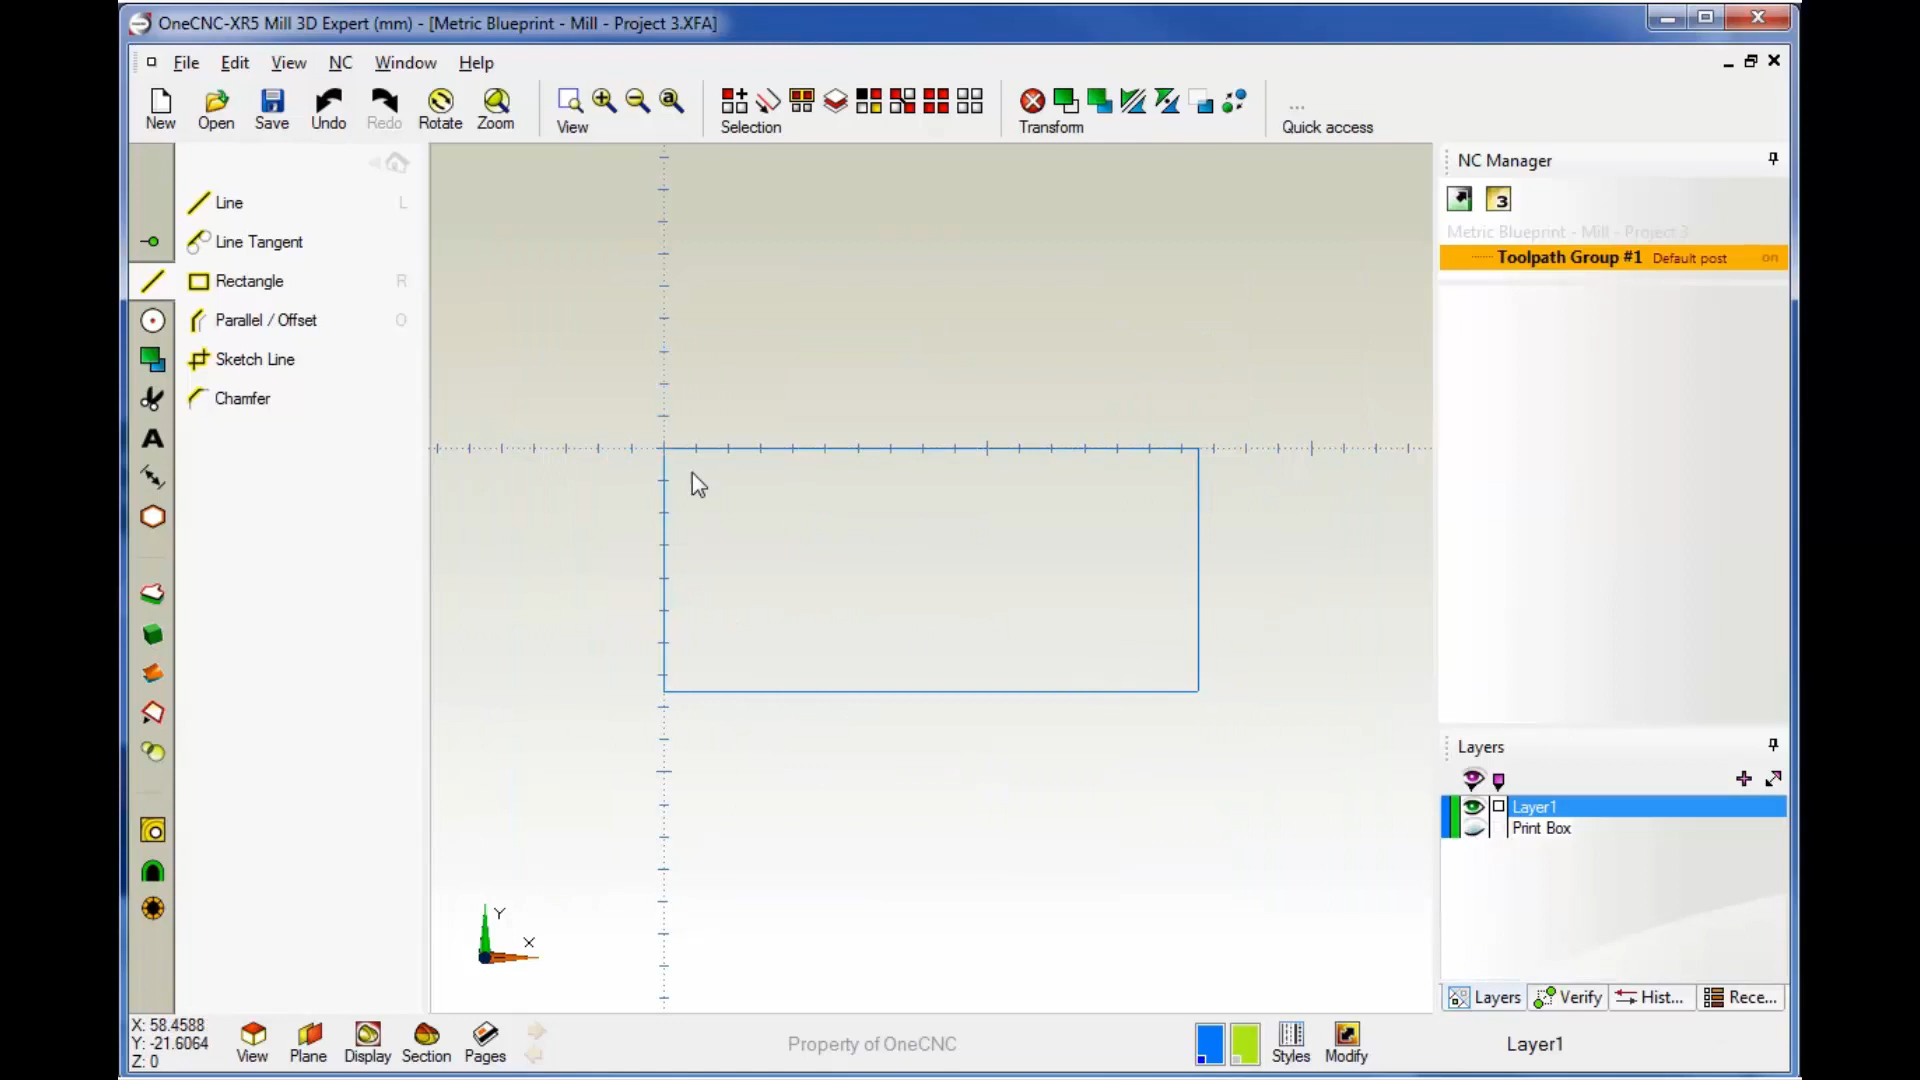 OneCNC-XR5 Mill 3D Expert (mm) - [Metric Blueprint - Mill - Project 3.XFA]
File Edit View NC Window Help
New Open Save Undo Redo Rotate Zoom View Selection Transform Quick access
Line L
Line Tangent
Rectangle R
Parallel / Offset O
Sketch Line
Chamfer
A
NC Manager
3
Metric Blueprint - Mill - Project 3
Toolpath Group #1 Default post on
Y
X
Layers
Layer1
Print Box
Layers Verify Hist... Rece...
X: 58.4588
Y: -21.6064
Z: 0
View Plane Display Section Pages
Property of OneCNC
Styles Modify
Layer1